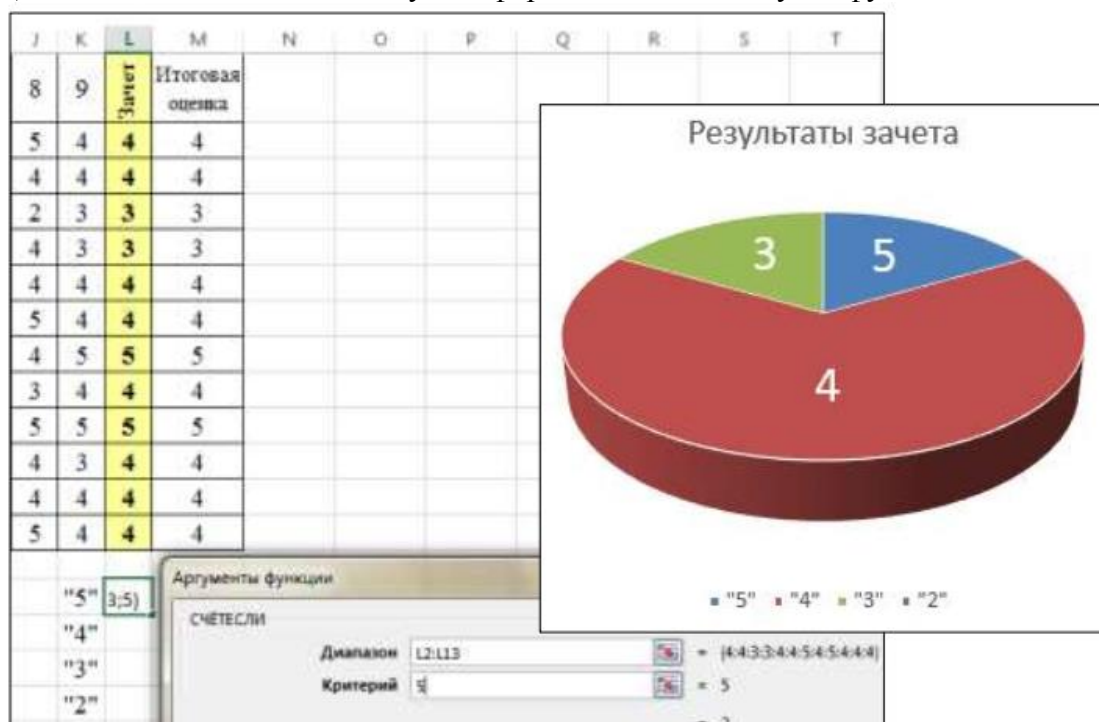 J K L M N O P Q R S T
8 9 Зачет Итоговая
оценка
5 4 4 4
4 4 4 4
2 3 3 3
4 3 3 3
4 4 4 4
5 4 4 4
4 5 5 5
3 4 4 4
5 5 5 5
4 3 4 4
4 4 4 4
5 4 4 4
"5" 3;5)
"4"
"3"
"2"
Результаты зачета
3 5
4
"5" "4" "3" "2"
Аргументы функции
СЧЁТЕСЛИ
Диапазон L2:L13 = {4:4:3:3:4:4:5:4:5:4:4:4}
Критерий 5 = 5